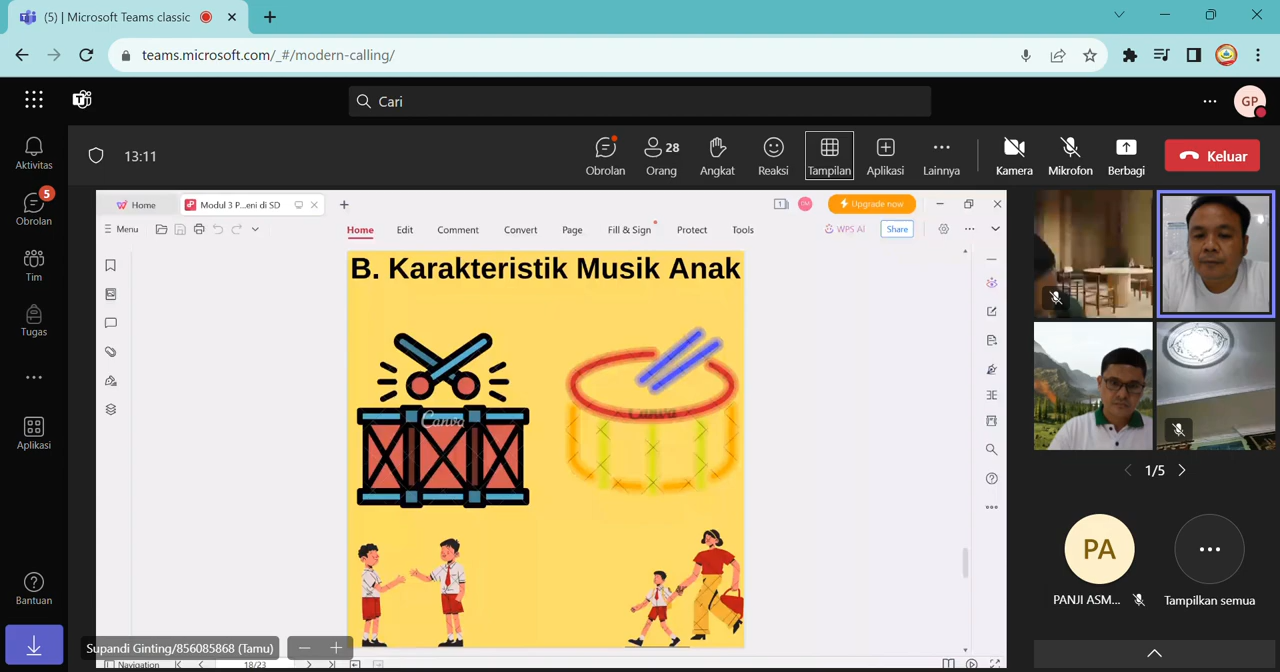 (5) | Microsoft Teams classic
teams.microsoft.com/_#/modern-calling/
Cari
GP
Aktivitas
5
Obrolan
Tim
Tugas
Aplikasi
Bantuan
13:11
Obrolan
28
Orang
Angkat
Reaksi
Tampilan
Aplikasi
Lainnya
Kamera
Mikrofon
Berbagi
Keluar
Home
Modul 3 P...eni di SD
Upgrade now
Menu
Home
Edit
Comment
Convert
Page
Fill & Sign
Protect
Tools
WPS AI
Share
B. Karakteristik Musik Anak
Canva
Canva
1/5
PA
PANJI ASM...
Tampilkan semua
Supandi Ginting/856085868 (Tamu)
Navigation
18/23